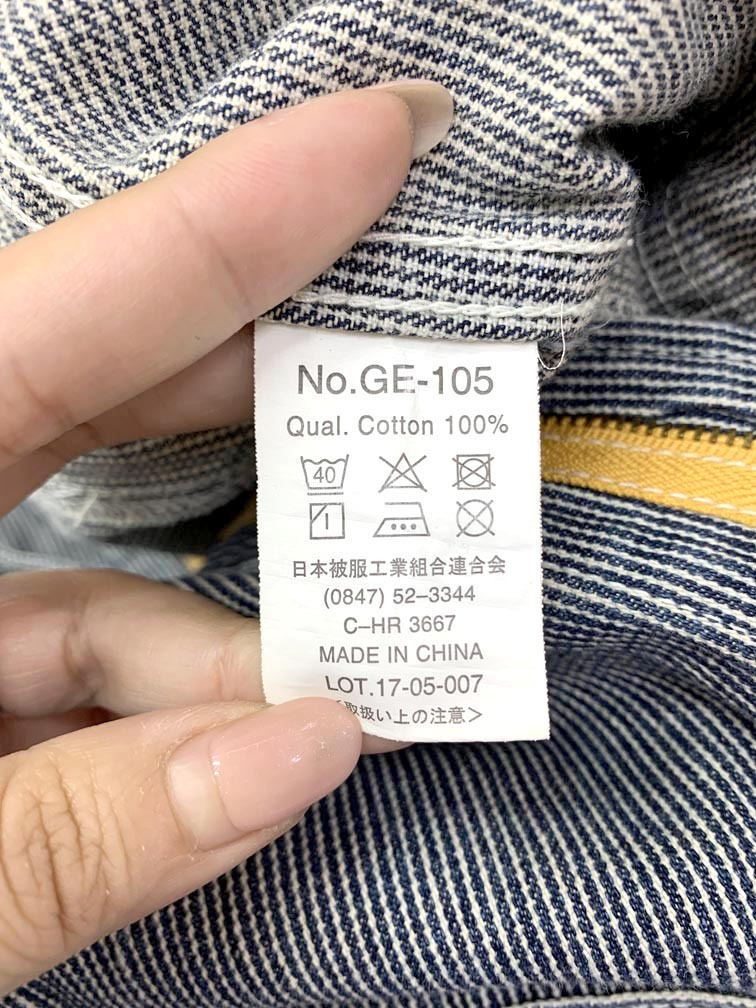 No.GE-105
Qual. Cotton 100%
40
日本被服工業組合連合会
(0847) 52–3344
C–HR 3667
MADE IN CHINA
LOT.17-05-007
取扱い上の注意>